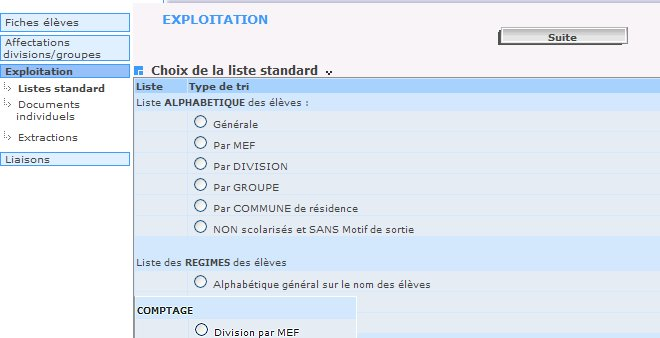 Fiches élèves
Affectations
divisions/groupes
Exploitation
Listes standard
Documents
individuels
Extractions
Liaisons
EXPLOITATION
Suite
Choix de la liste standard
Liste Type de tri
Liste ALPHABETIQUE des élèves :
Générale
Par MEF
Par DIVISION
Par GROUPE
Par COMMUNE de résidence
NON scolarisés et SANS Motif de sortie
Liste des REGIMES des élèves
Alphabétique général sur le nom des élèves
COMPTAGE
Division par MEF